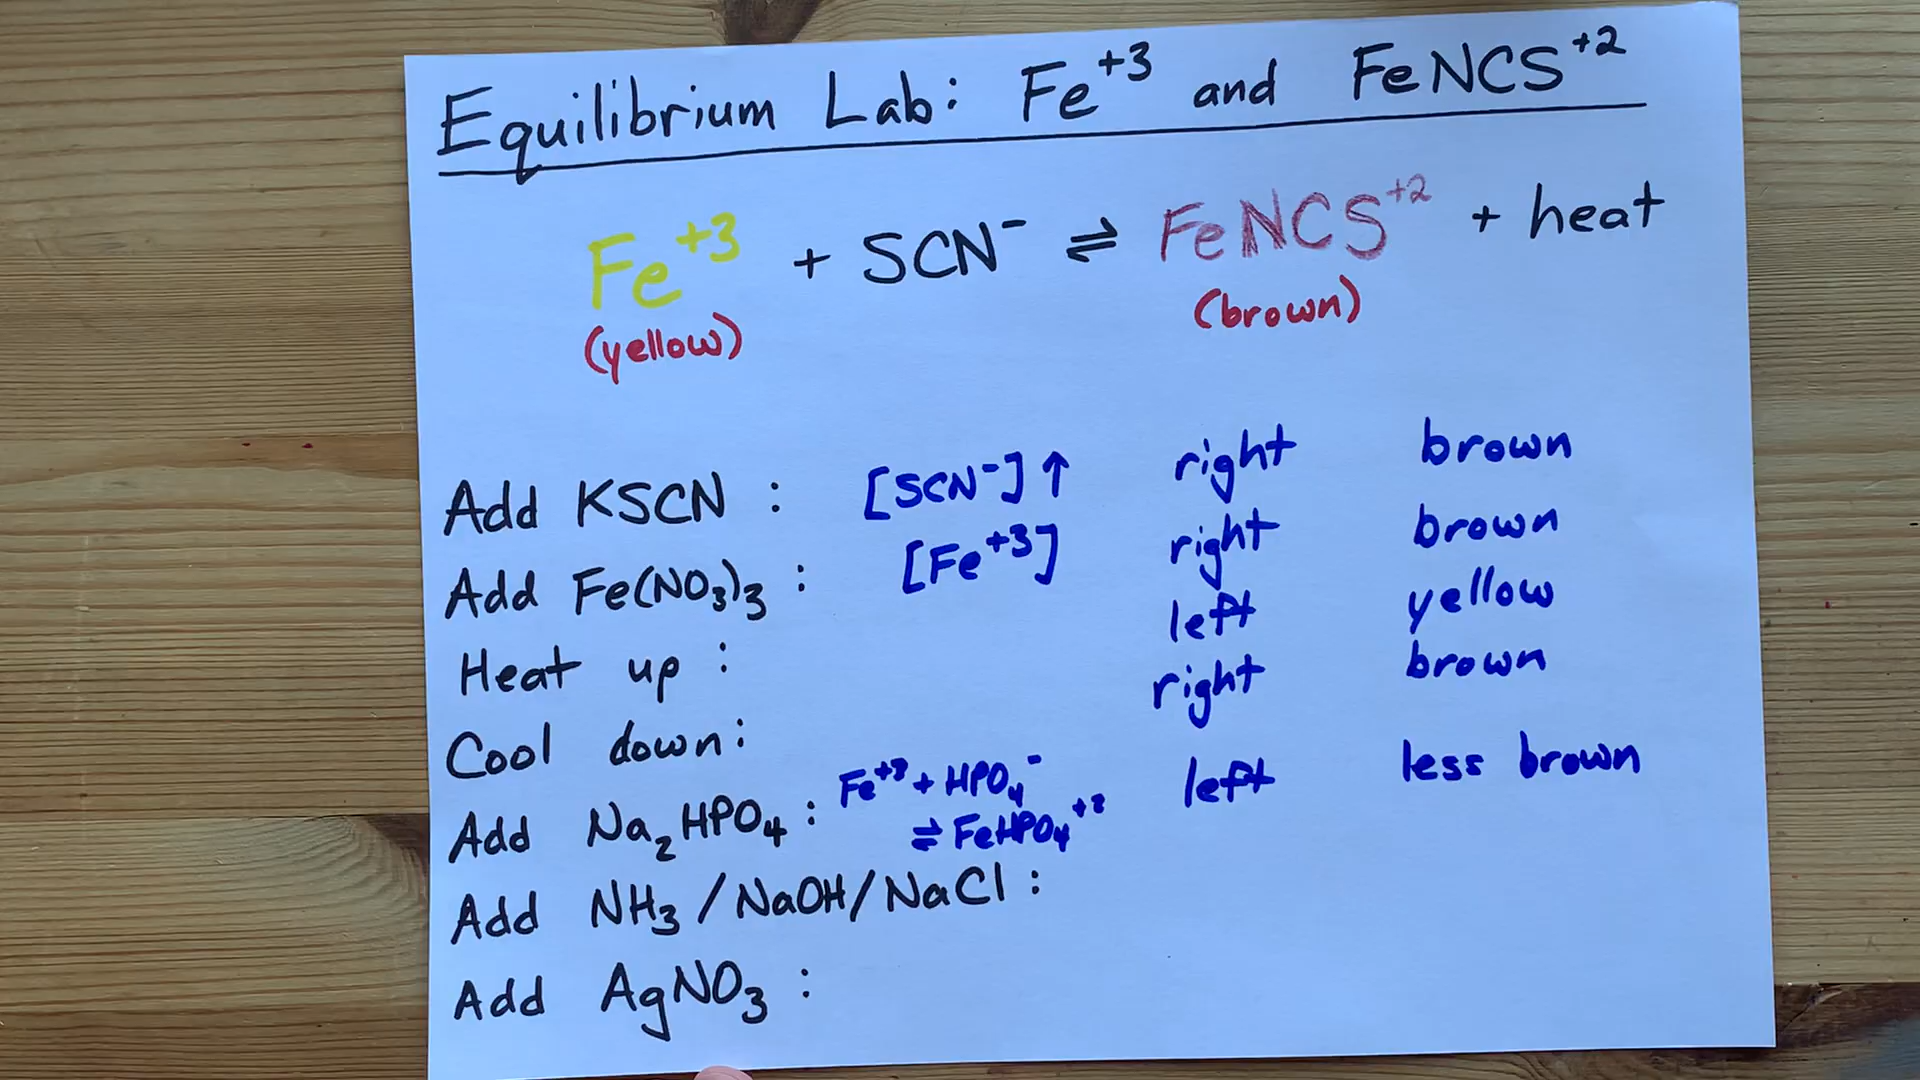 Equilibrium Lab: Fe⁺³ and FeNCS⁺²
Fe⁺³ + SCN⁻ ⇌ FeNCS⁺² + heat
(yellow) (brown)
Add KSCN : [SCN⁻]↑ right brown
Add Fe(NO₃)₃ : [Fe⁺³] right brown
Heat up : left yellow
Cool down: right brown
Add Na₂HPO₄ : Fe⁺³ + HPO₄⁻ left less brown
⇌ FeHPO₄⁺²
Add NH₃/NaOH/NaCl :
Add AgNO₃ :